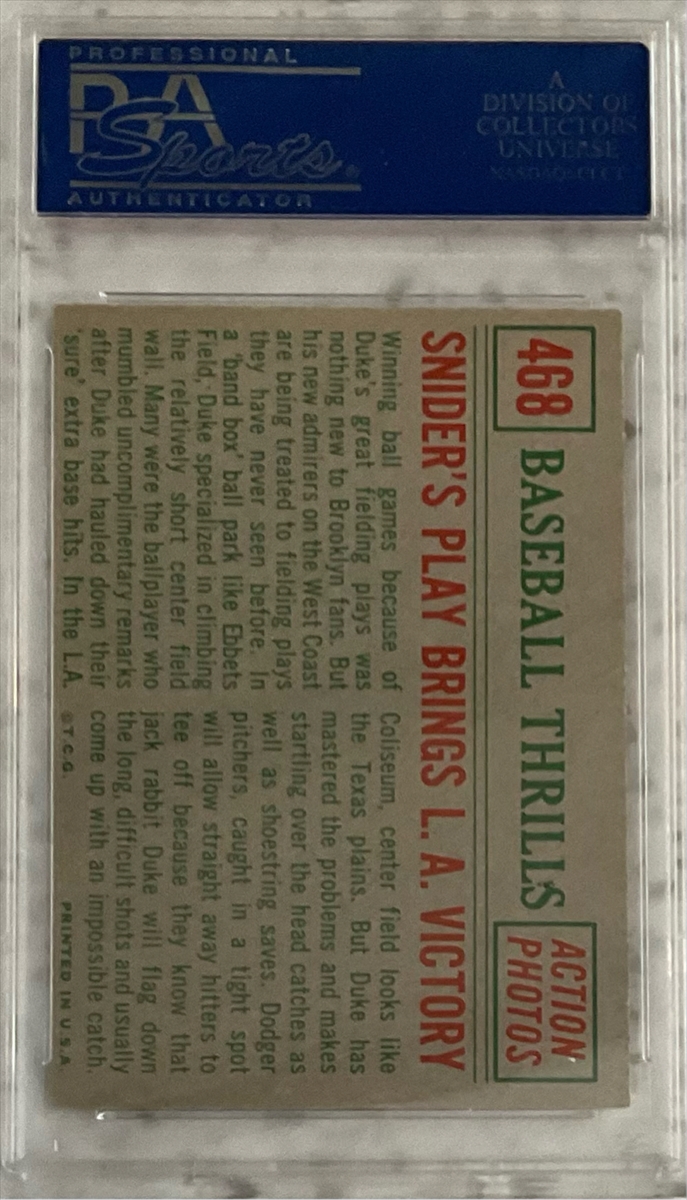 PROFESSIONAL
PSA
Sports
AUTHENTICATOR
A
DIVISION OF
COLLECTORS
UNIVERSE
NASDAQ: CLCT
468
BASEBALL THRILLS
ACTION
PHOTOS
SNIDER'S PLAY BRINGS L. A. VICTORY
Winning ball games because of
Duke's great fielding plays was
nothing new to Brooklyn fans. But
his new admirers on the West Coast
are being treated to fielding plays
they have never seen before. In
a 'band box' ball park like Ebbets
Field, Duke specialized in climbing
the relatively short center field
wall. Many were the ballplayer who
mumbled uncomplimentary remarks
after Duke had hauled down their
'sure' extra base hits. In the L.A.
Coliseum, center field looks like
the Texas plains. But Duke has
mastered the problems and makes
startling over the head catches as
well as shoestring saves. Dodger
pitchers, caught in a tight spot
will allow straight away hitters to
tee off because they know that
jack rabbit Duke will flag down
the long, difficult shots and usually
come up with an impossible catch.
©T.C.G.
PRINTED IN U.S.A.